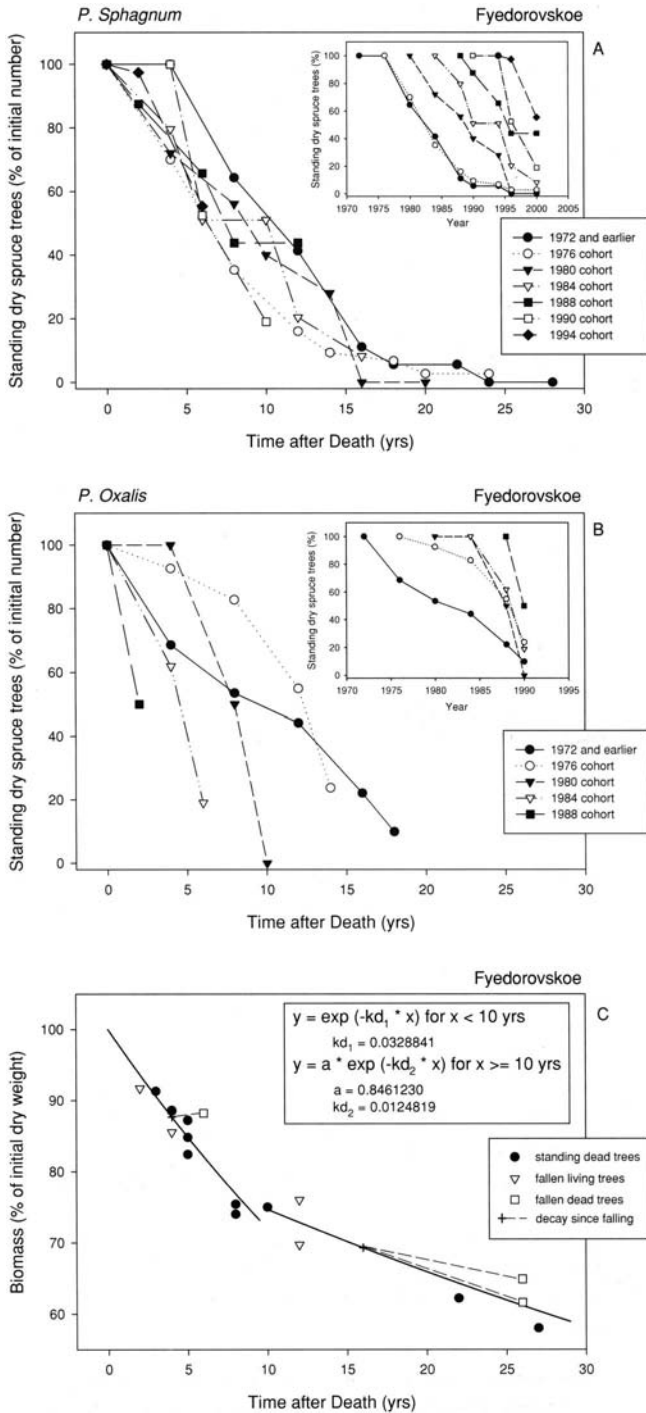 P. Sphagnum
Fyedorovskoe
A
Standing dry spruce trees (% of initial number)
100
80
60
40
20
0
0 5 10 15 20 25 30
Time after Death (yrs)
Standing dry spruce trees (%)
100
80
60
40
20
0
1970 1975 1980 1985 1990 1995 2000 2005
Year
1972 and earlier
1976 cohort
1980 cohort
1984 cohort
1988 cohort
1990 cohort
1994 cohort
P. Oxalis
Fyedorovskoe
B
Standing dry spruce trees (% of initital number)
100
80
60
40
20
0
0 5 10 15 20 25 30
Time after Death (yrs)
Standing dry spruce trees (%)
100
80
60
40
20
0
1970 1975 1980 1985 1990 1995
Year
1972 and earlier
1976 cohort
1980 cohort
1984 cohort
1988 cohort
Fyedorovskoe
C
Biomass (% of initial dry weight)
100
90
80
70
60
0 5 10 15 20 25 30
Time after Death (yrs)
y = exp (-kd1 * x) for x < 10 yrs
kd1 = 0.0328841
y = a * exp (-kd2 * x) for x >= 10 yrs
a = 0.8461230
kd2 = 0.0124819
standing dead trees
fallen living trees
fallen dead trees
decay since falling